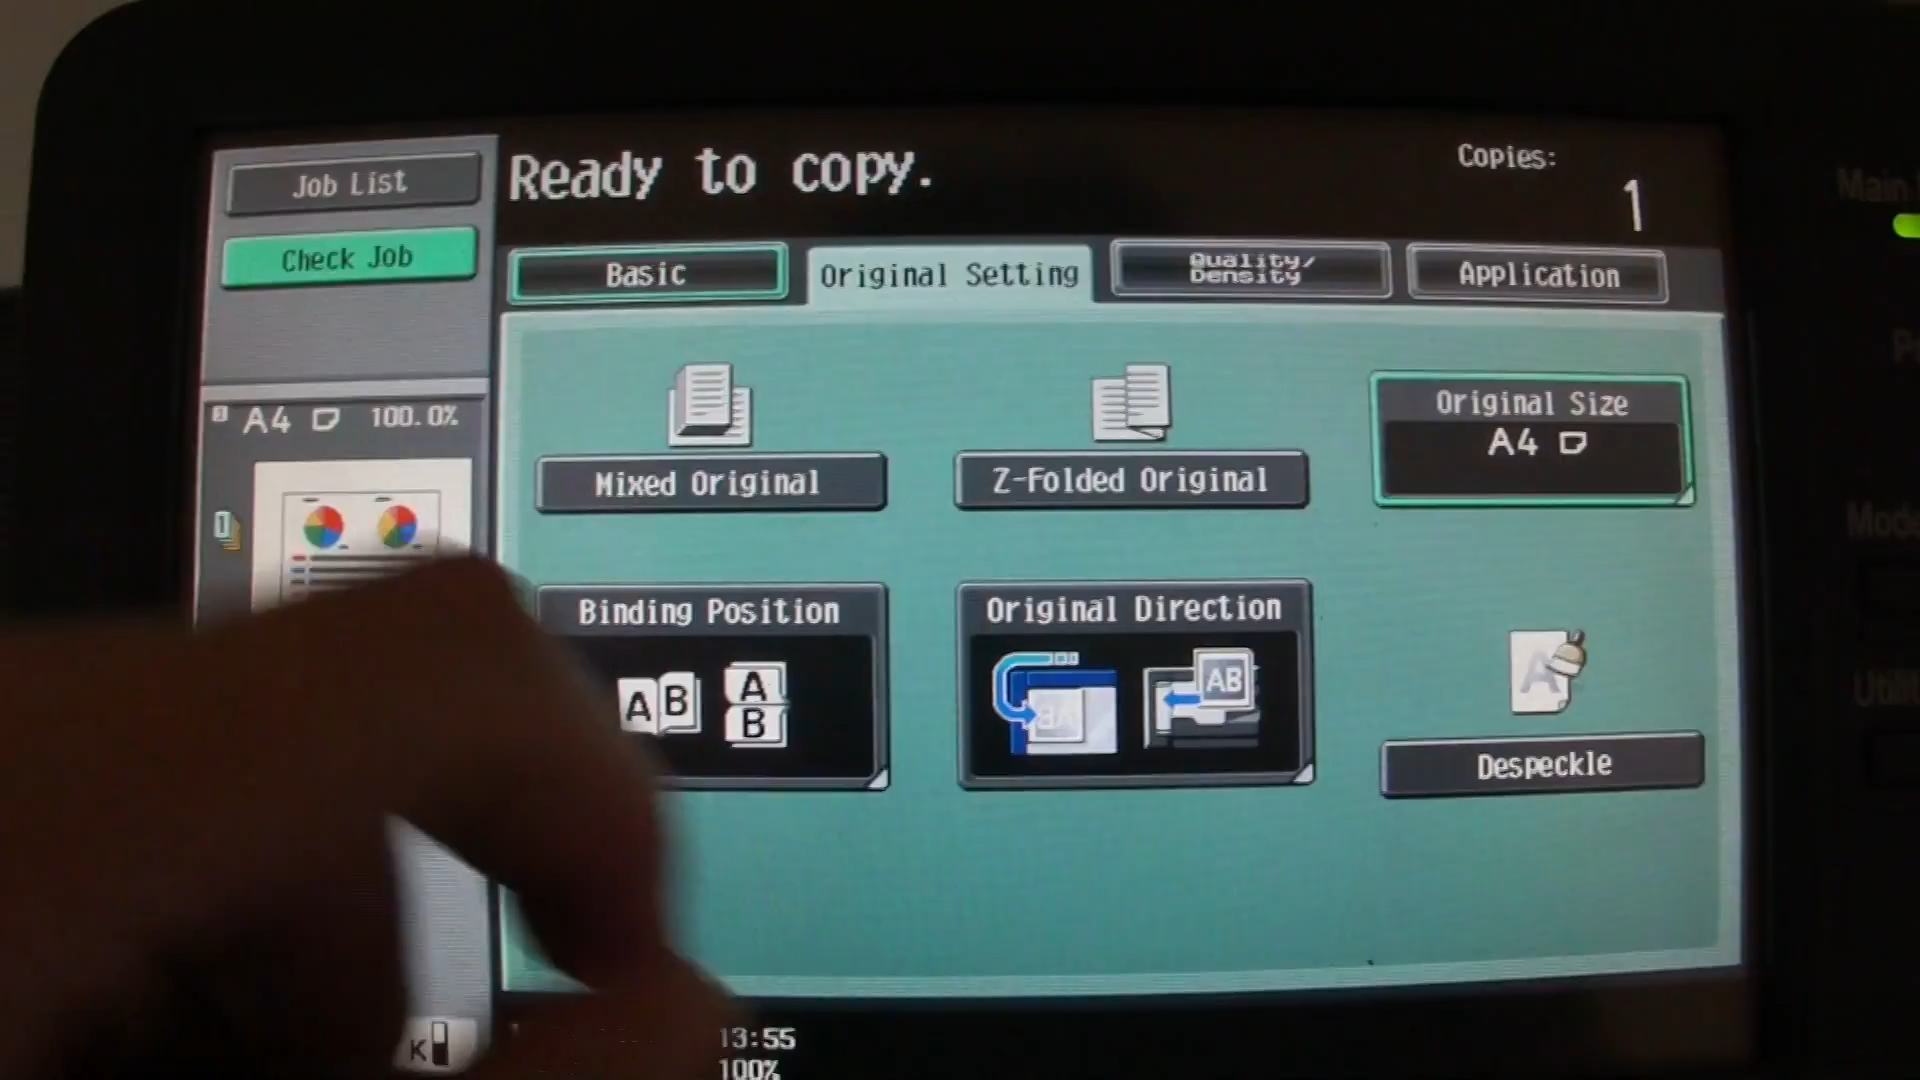 Job List
Check Job
Ready to copy.
Copies:
1
Main
Basic
Original Setting
Quality/
Density
Application
A4 100.0%
Mixed Original
Z-Folded Original
Original Size
A4
Binding Position
A B
A
B
Original Direction
AB
AB
A
Despeckle
K
13:55
100%